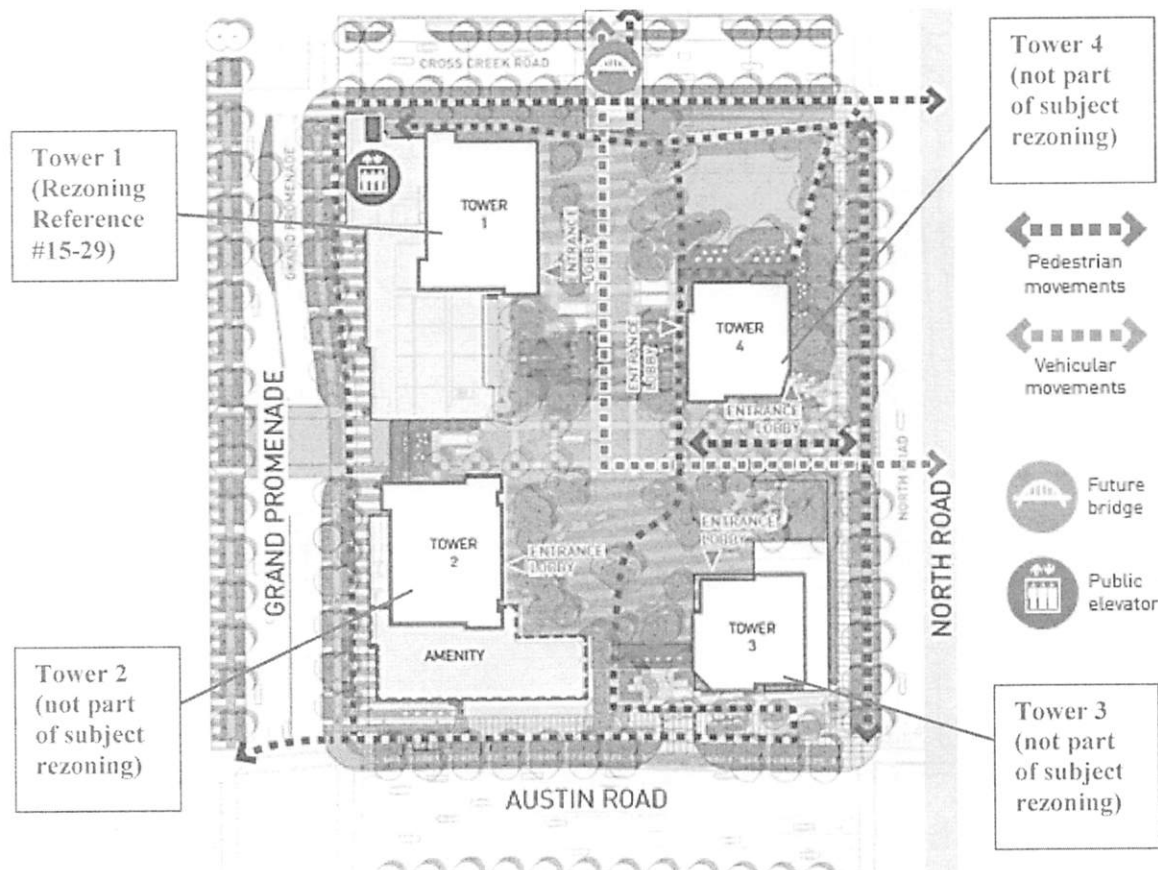 CROSS CREEK ROAD
Tower 4
(not part
of subject
rezoning)
Tower 1
(Rezoning
Reference
#15-29)
GRAND PROMENADE
TOWER
1
ENTRANCE
LOBBY
Pedestrian
movements
TOWER
4
ENTRANCE
LOBBY
Vehicular
movements
ENTRANCE
LOBBY
GRAND PROMENADE
NORTH ROAD
NORTH ROAD
Future
bridge
TOWER
2
ENTRANCE
LOBBY
ENTRANCE
LOBBY
Public
elevator
TOWER
3
AMENITY
Tower 2
(not part
of subject
rezoning)
Tower 3
(not part
of subject
rezoning)
AUSTIN ROAD